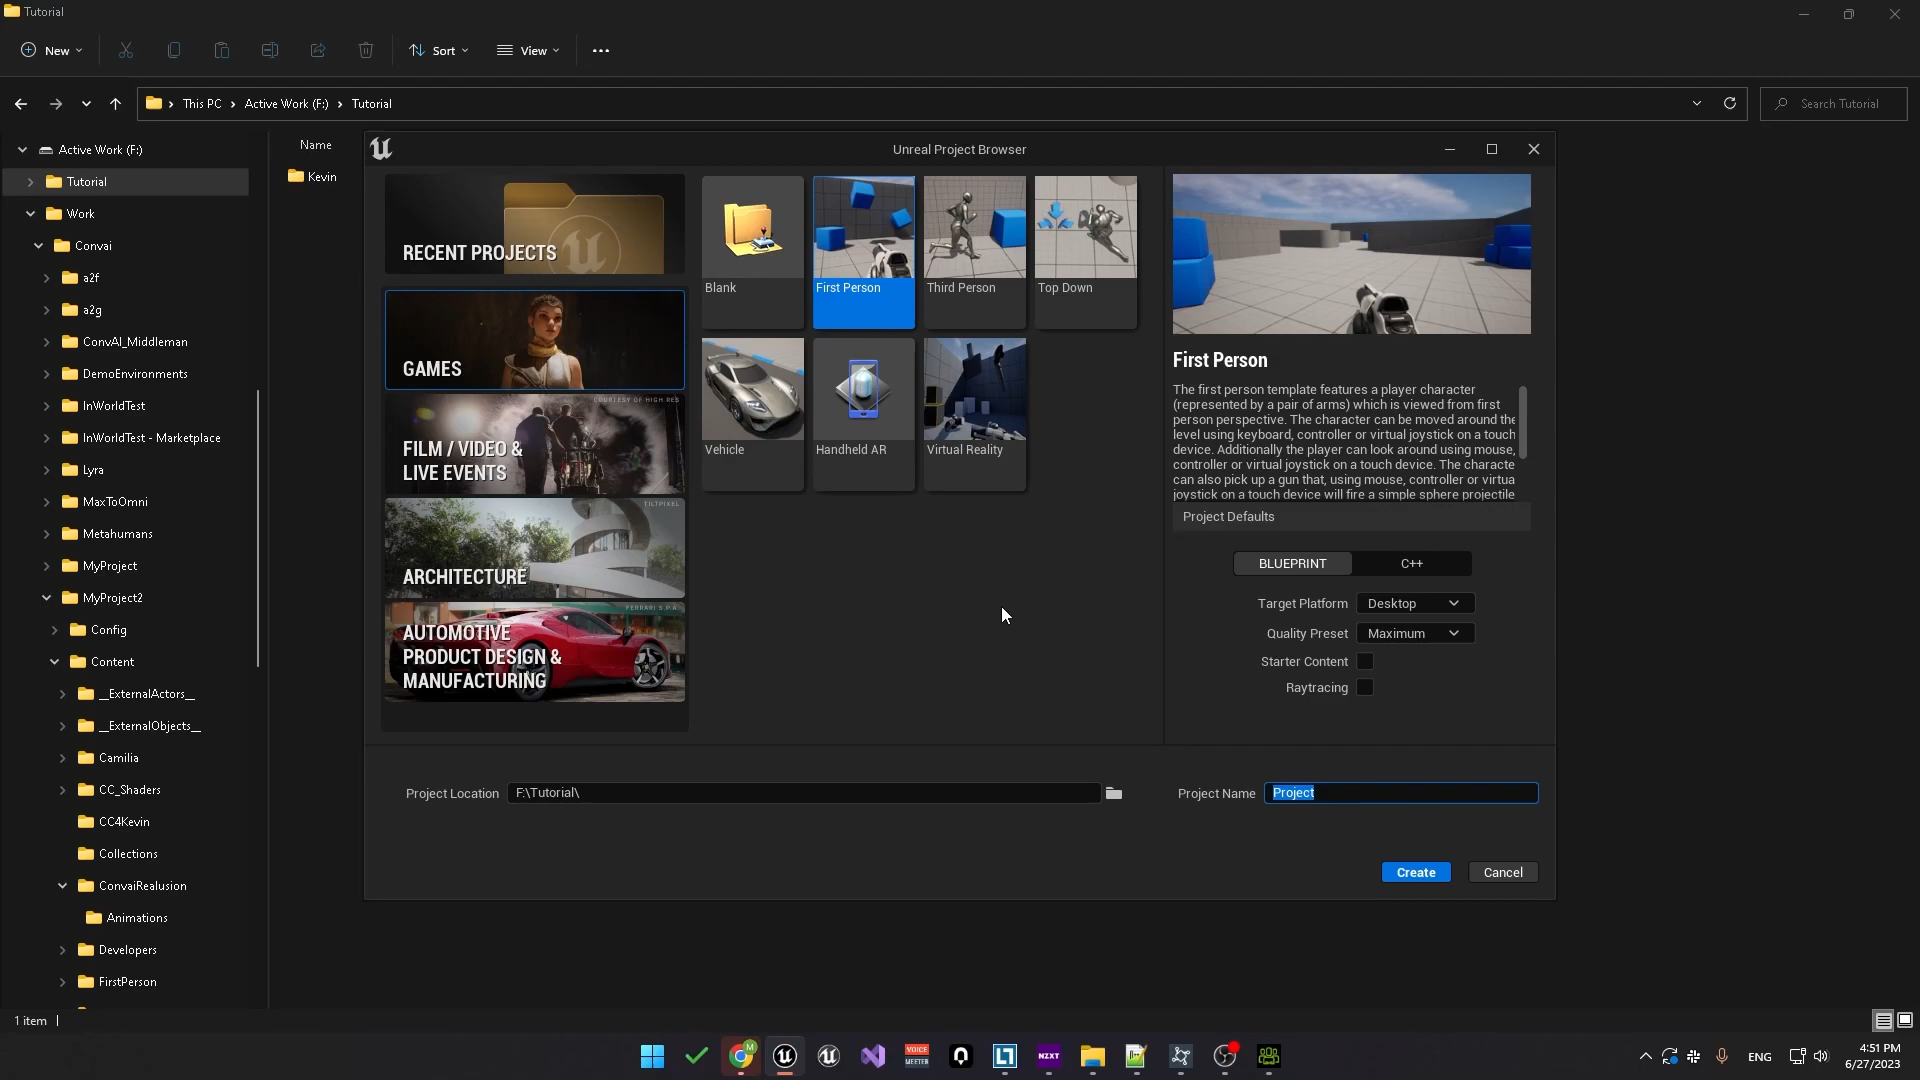 Tutorial
New
Sort
View
This PC
Active Work (F:)
Tutorial
Search Tutorial
Active Work (F:)
Tutorial
Work
Convai
a2f
a2g
ConvAI_Middleman
DemoEnvironments
InWorldTest
InWorldTest - Marketplace
Lyra
MaxToOmni
Metahumans
MyProject
MyProject2
Config
Content
__ExternalActors__
__ExternalObjects__
Camilia
CC_Shaders
CC4Kevin
Collections
ConvaiRealusion
Animations
Developers
FirstPerson
Name
Kevin
Unreal Project Browser
RECENT PROJECTS
GAMES
COURTESY OF HIGH RES
FILM / VIDEO &
LIVE EVENTS
TILTPIXEL
ARCHITECTURE
FERRARI S.P.A.
AUTOMOTIVE
PRODUCT DESIGN &
MANUFACTURING
Blank
First Person
Third Person
Top Down
Vehicle
Handheld AR
Virtual Reality
First Person
The first person template features a player character
(represented by a pair of arms) which is viewed from first
person perspective. The character can be moved around the
level using keyboard, controller or virtual joystick on a touch
device. Additionally the player can look around using mouse,
controller or virtual joystick on a touch device. The characte
can also pick up a gun that, using mouse, controller or virtua
joystick on a touch device will fire a simple sphere projectile
Project Defaults
BLUEPRINT
C++
Target Platform
Desktop
Quality Preset
Maximum
Starter Content
Raytracing
Project Location
F:\Tutorial\
Project Name
Project
Create
Cancel
1 item
VOICE
MEETER
NZXT
ENG
4:51 PM
6/27/2023